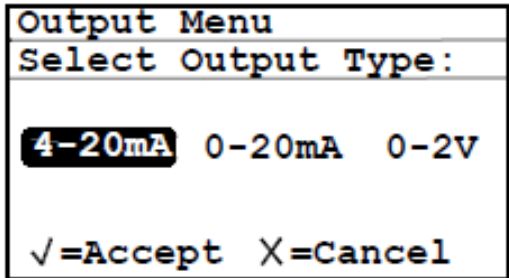 Output Menu
Select Output Type:
4-20mA 0-20mA 0-2V
√=Accept X=Cancel